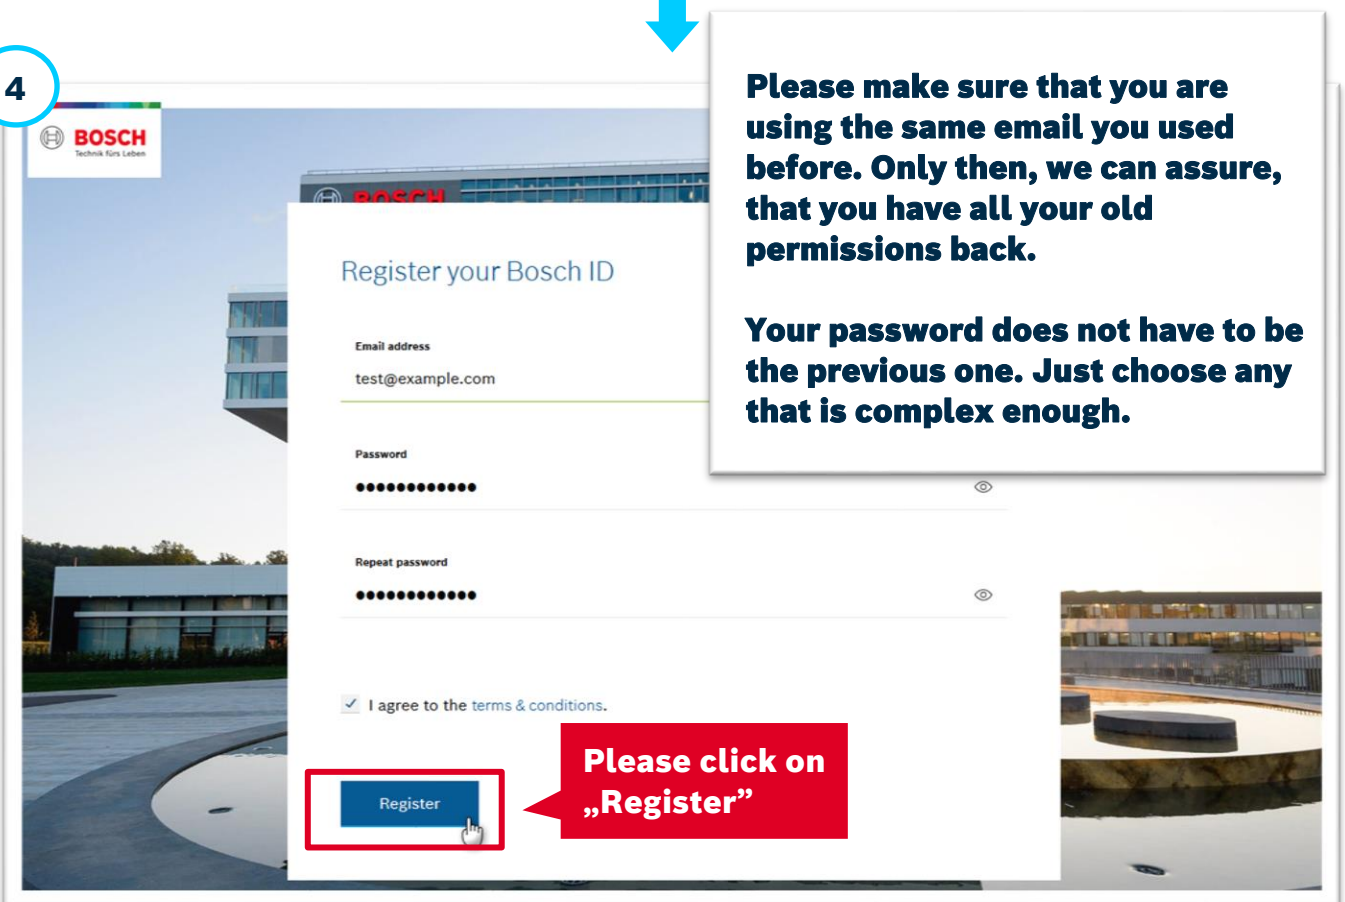 4
BOSCH
Technik fürs Leben
Please make sure that you are
using the same email you used
before. Only then, we can assure,
that you have all your old
permissions back.
Your password does not have to be
the previous one. Just choose any
that is complex enough.
BOSCH
Register your Bosch ID
Email address
test@example.com
Password
●●●●●●●●●●●●
Repeat password
●●●●●●●●●●●●
I agree to the terms & conditions.
Please click on
„Register”
Register